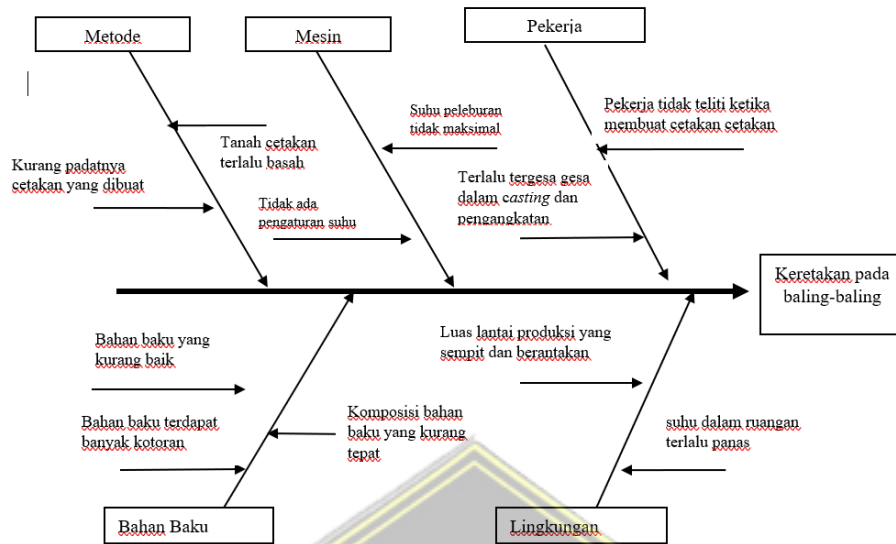 Metode
Mesin
Pekerja
Tanah cetakan
terlalu basah
Kurang padatnya
cetakan yang dibuat
Suhu peleburan
tidak maksimal
Tidak ada
pengaturan suhu
Pekerja tidak teliti ketika
membuat cetakan cetakan
Terlalu tergesa gesa
dalam casting dan
pengangkatan
Keretakan pada
baling-baling
Bahan baku yang
kurang baik
Bahan baku terdapat
banyak kotoran
Komposisi bahan
baku yang kurang
tepat
Luas lantai produksi yang
sempit dan berantakan
suhu dalam ruangan
terlalu panas
Bahan Baku
Lingkungan